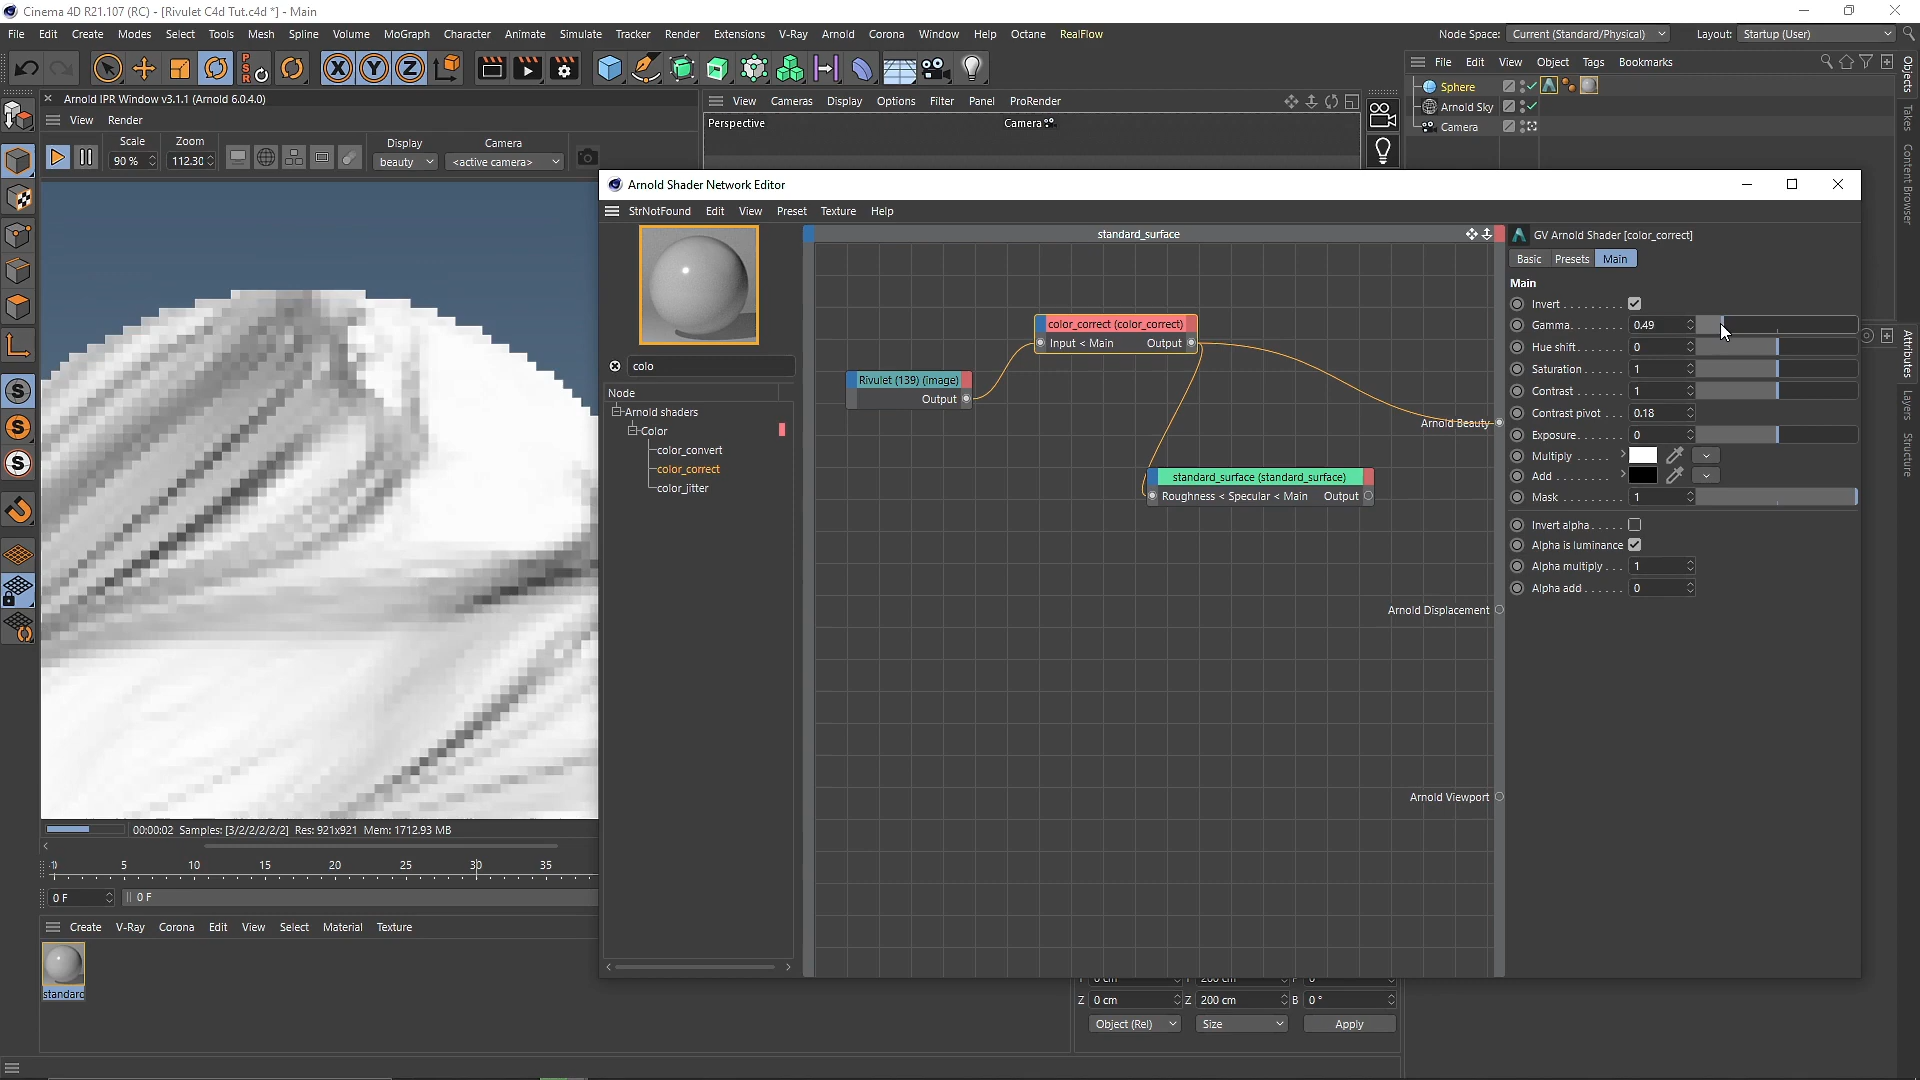 Cinema 4D R21.107 (RC) - [Rivulet C4d Tut.c4d *] - Main
File Edit Create Modes Select Tools Mesh Spline Volume MoGraph Character Animate Simulate Tracker Render Extensions V-Ray Arnold Corona Window Help Octane RealFlow Node Space: Current (Standard/Physical) Layout: Startup (User)
PSR X Y Z
File Edit View Object Tags Bookmarks
Objects
Takes
Content Browser
Attributes
Layers
Structure
Sphere
Arnold Sky
Camera
Arnold IPR Window v3.1.1 (Arnold 6.0.4.0)
View Render
Scale Zoom Display Camera
90 % 112.30 beauty <active camera>
View Cameras Display Options Filter Panel ProRender
Perspective Camera
Arnold Shader Network Editor
StrNotFound Edit View Preset Texture Help
standard_surface
colo
Node
Arnold shaders
Color
color_convert
color_correct
color_jitter
color_correct (color_correct)
Input < Main Output
Rivulet (139) (image)
Output
standard_surface (standard_surface)
Roughness < Specular < Main Output
Arnold Beauty
Arnold Displacement
Arnold Viewport
GV Arnold Shader [color_correct]
Basic Presets Main
Main
Invert . . . . . . . . .
Gamma. . . . . . . . 0.49
Hue shift. . . . . . . 0
Saturation . . . . . . 1
Contrast . . . . . . . 1
Contrast pivot . . . 0.18
Exposure. . . . . . . 0
Multiply . . . . .
Add . . . . . . . .
Mask . . . . . . . . . 1
Invert alpha. . . . .
Alpha is luminance
Alpha multiply . . . 1
Alpha add . . . . . . 0
00:00:02 Samples: [3/2/2/2/2/2] Res: 921x921 Mem: 1712.93 MB
5 10 15 20 25 30 35
0 F 0 F
Create V-Ray Corona Edit View Select Material Texture
standard
Z 0 cm Z 200 cm B 0 °
Object (Rel) Size Apply